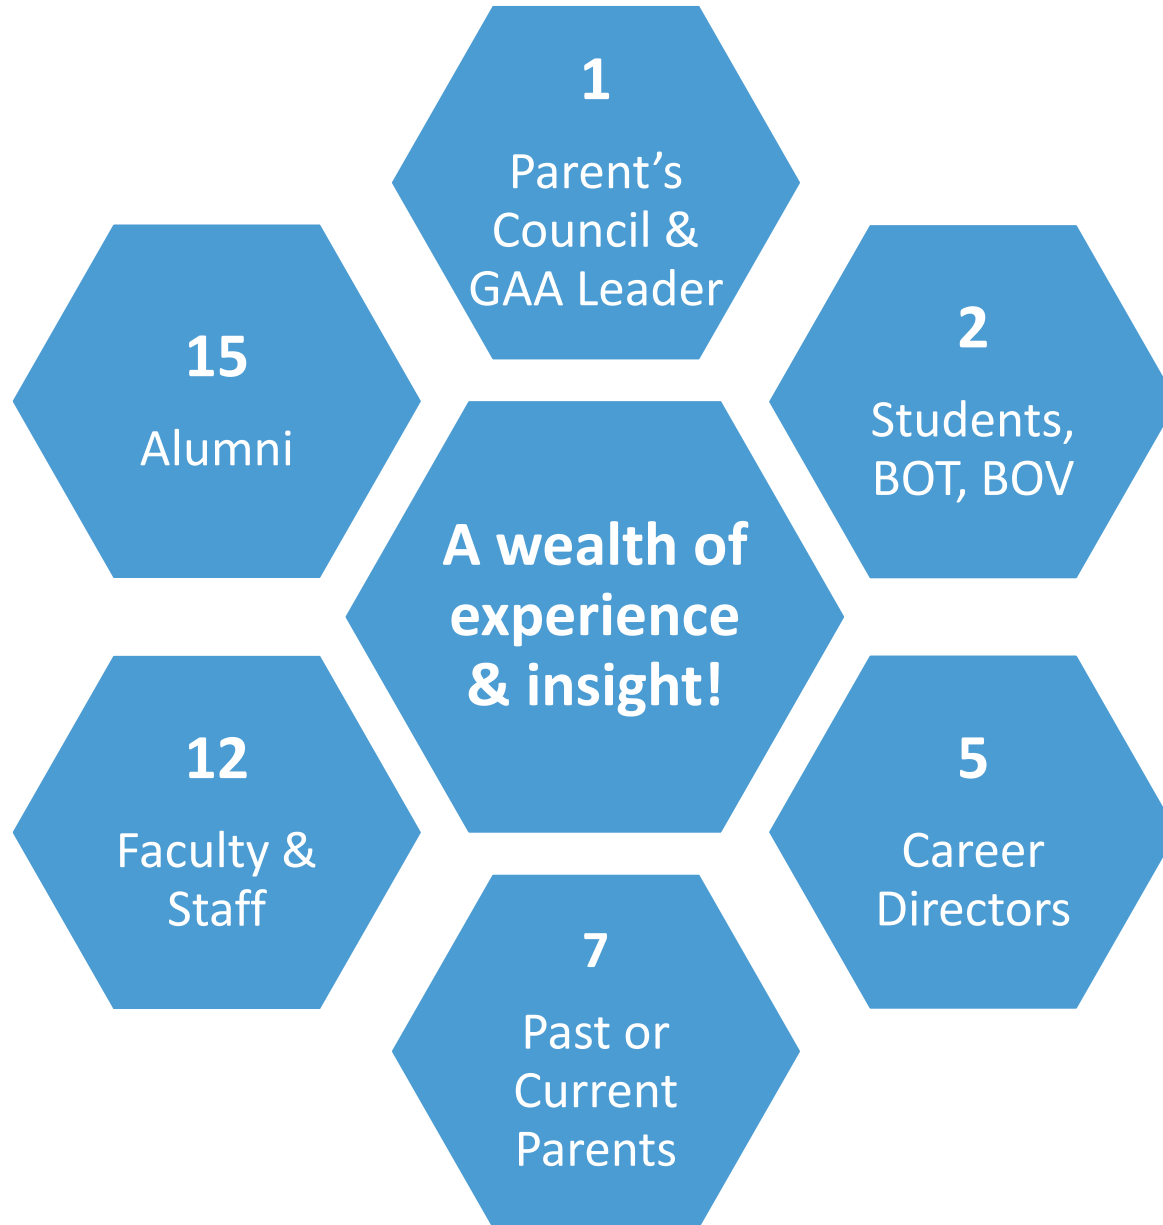 1
Parent’s
Council &
GAA Leader
2
Students,
BOT, BOV
5
Career
Directors
7
Past or
Current
Parents
12
Faculty &
Staff
15
Alumni
A wealth of
experience
& insight!